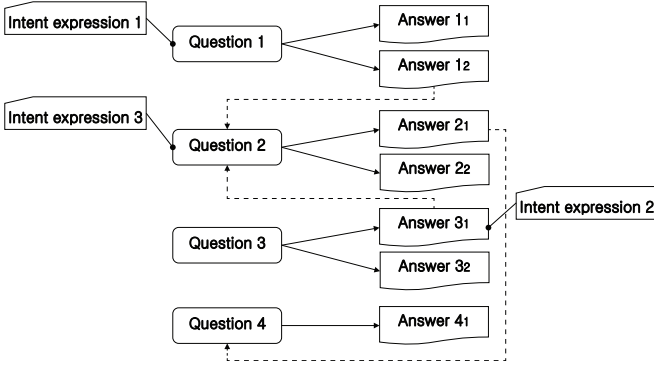 Intent expression 1
Question 1
Answer 11
Answer 12
Intent expression 3
Question 2
Answer 21
Answer 22
Intent expression 2
Question 3
Answer 31
Answer 32
Question 4
Answer 41